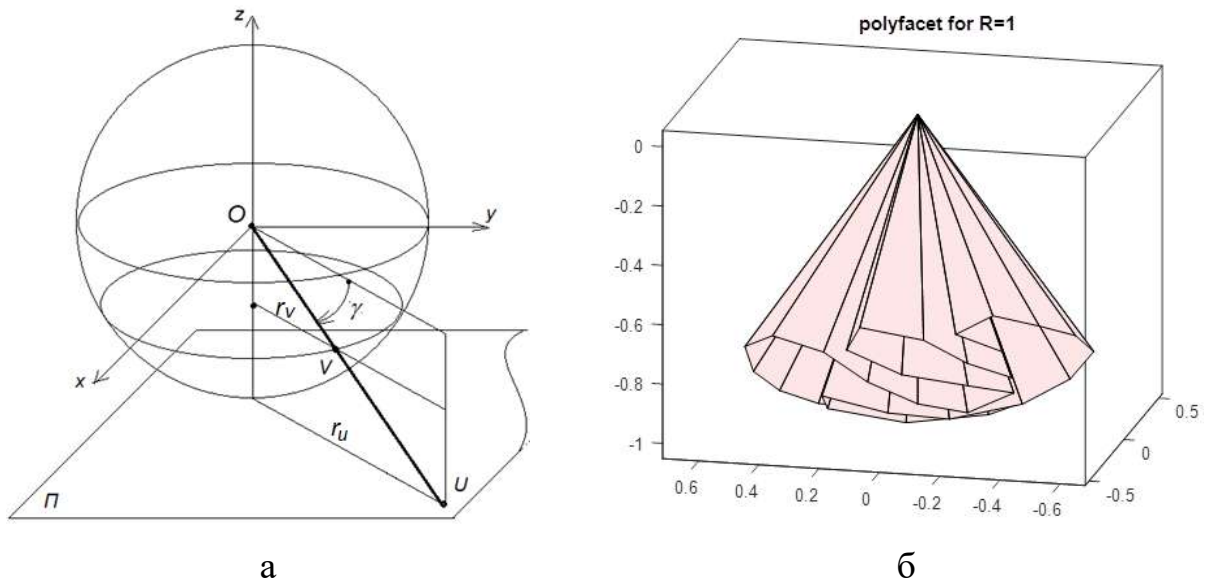 z
O
y
r_v
γ
x
V
r_u
U
П
а
polyfacet for R=1
0
-0.2
-0.4
-0.6
-0.8
-1
0.6 0.4 0.2 0 -0.2 -0.4 -0.6
0.5
0
-0.5
б